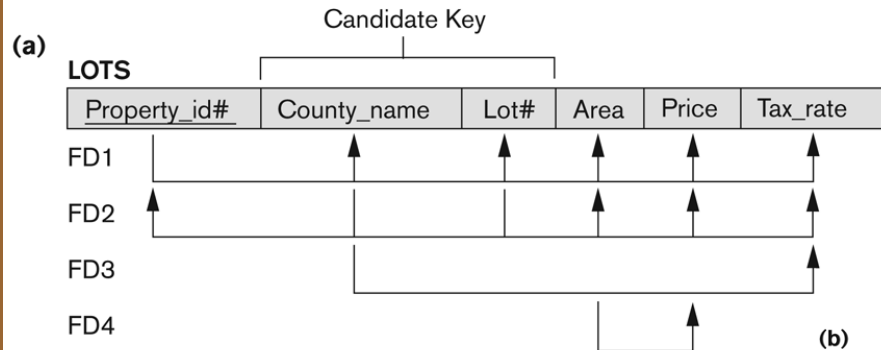 Candidate Key
(a)
LOTS
Property_id# County_name Lot# Area Price Tax_rate
FD1
FD2
FD3
FD4
(b)